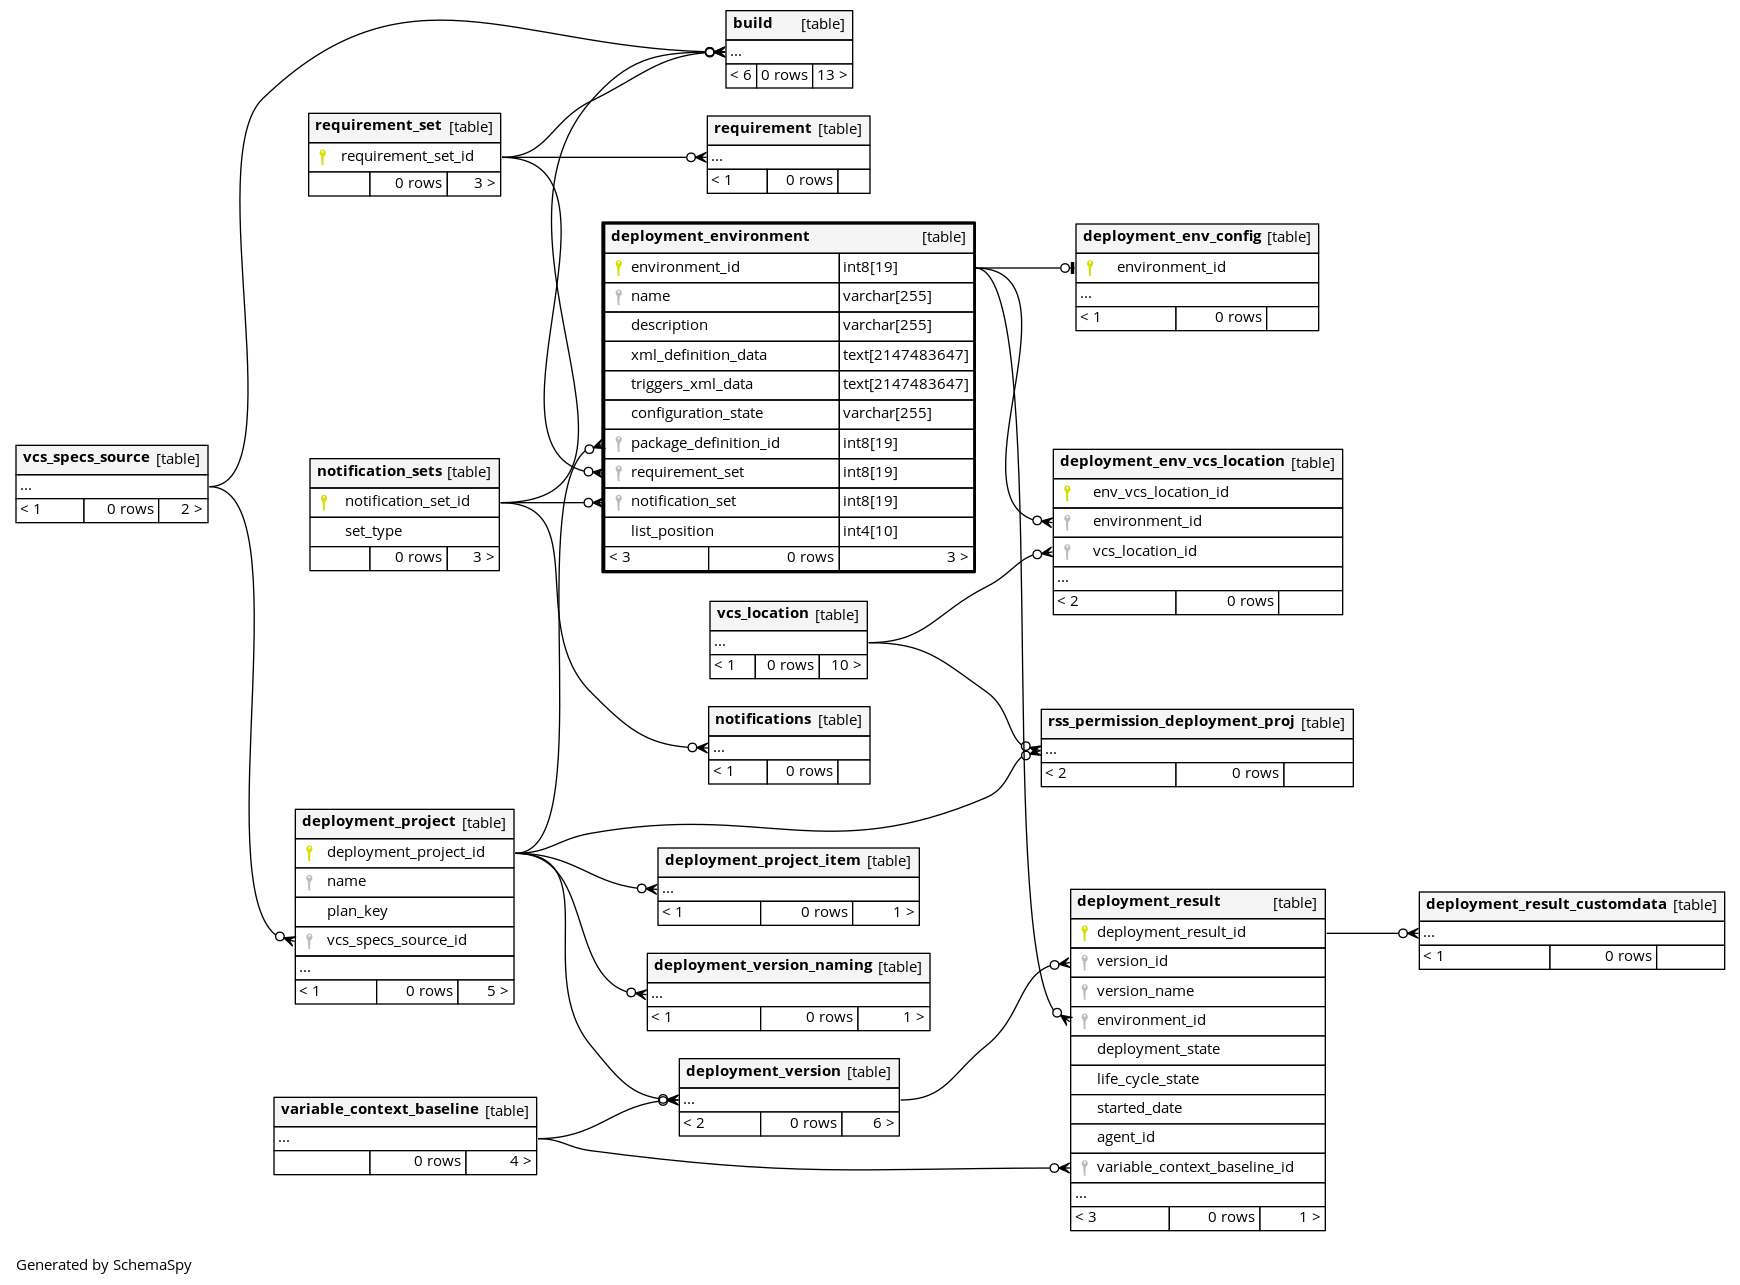 build [table]
...
< 6 0 rows 13 >
requirement_set [table]
requirement_set_id
0 rows 3 >
requirement [table]
...
< 1 0 rows
deployment_environment [table]
environment_id int8[19]
name varchar[255]
description varchar[255]
xml_definition_data text[2147483647]
triggers_xml_data text[2147483647]
configuration_state varchar[255]
package_definition_id int8[19]
requirement_set int8[19]
notification_set int8[19]
list_position int4[10]
< 3 0 rows 3 >
deployment_env_config [table]
environment_id
...
< 1 0 rows
vcs_specs_source [table]
...
< 1 0 rows 2 >
notification_sets [table]
notification_set_id
set_type
0 rows 3 >
deployment_env_vcs_location [table]
env_vcs_location_id
environment_id
vcs_location_id
...
< 2 0 rows
vcs_location [table]
...
< 1 0 rows 10 >
notifications [table]
...
< 1 0 rows
rss_permission_deployment_proj [table]
...
< 2 0 rows
deployment_project [table]
deployment_project_id
name
plan_key
vcs_specs_source_id
...
< 1 0 rows 5 >
deployment_project_item [table]
...
< 1 0 rows 1 >
deployment_version_naming [table]
...
< 1 0 rows 1 >
deployment_result [table]
deployment_result_id
version_id
version_name
environment_id
deployment_state
life_cycle_state
started_date
agent_id
variable_context_baseline_id
...
< 3 0 rows 1 >
deployment_result_customdata [table]
...
< 1 0 rows
deployment_version [table]
...
< 2 0 rows 6 >
variable_context_baseline [table]
...
0 rows 4 >
Generated by SchemaSpy